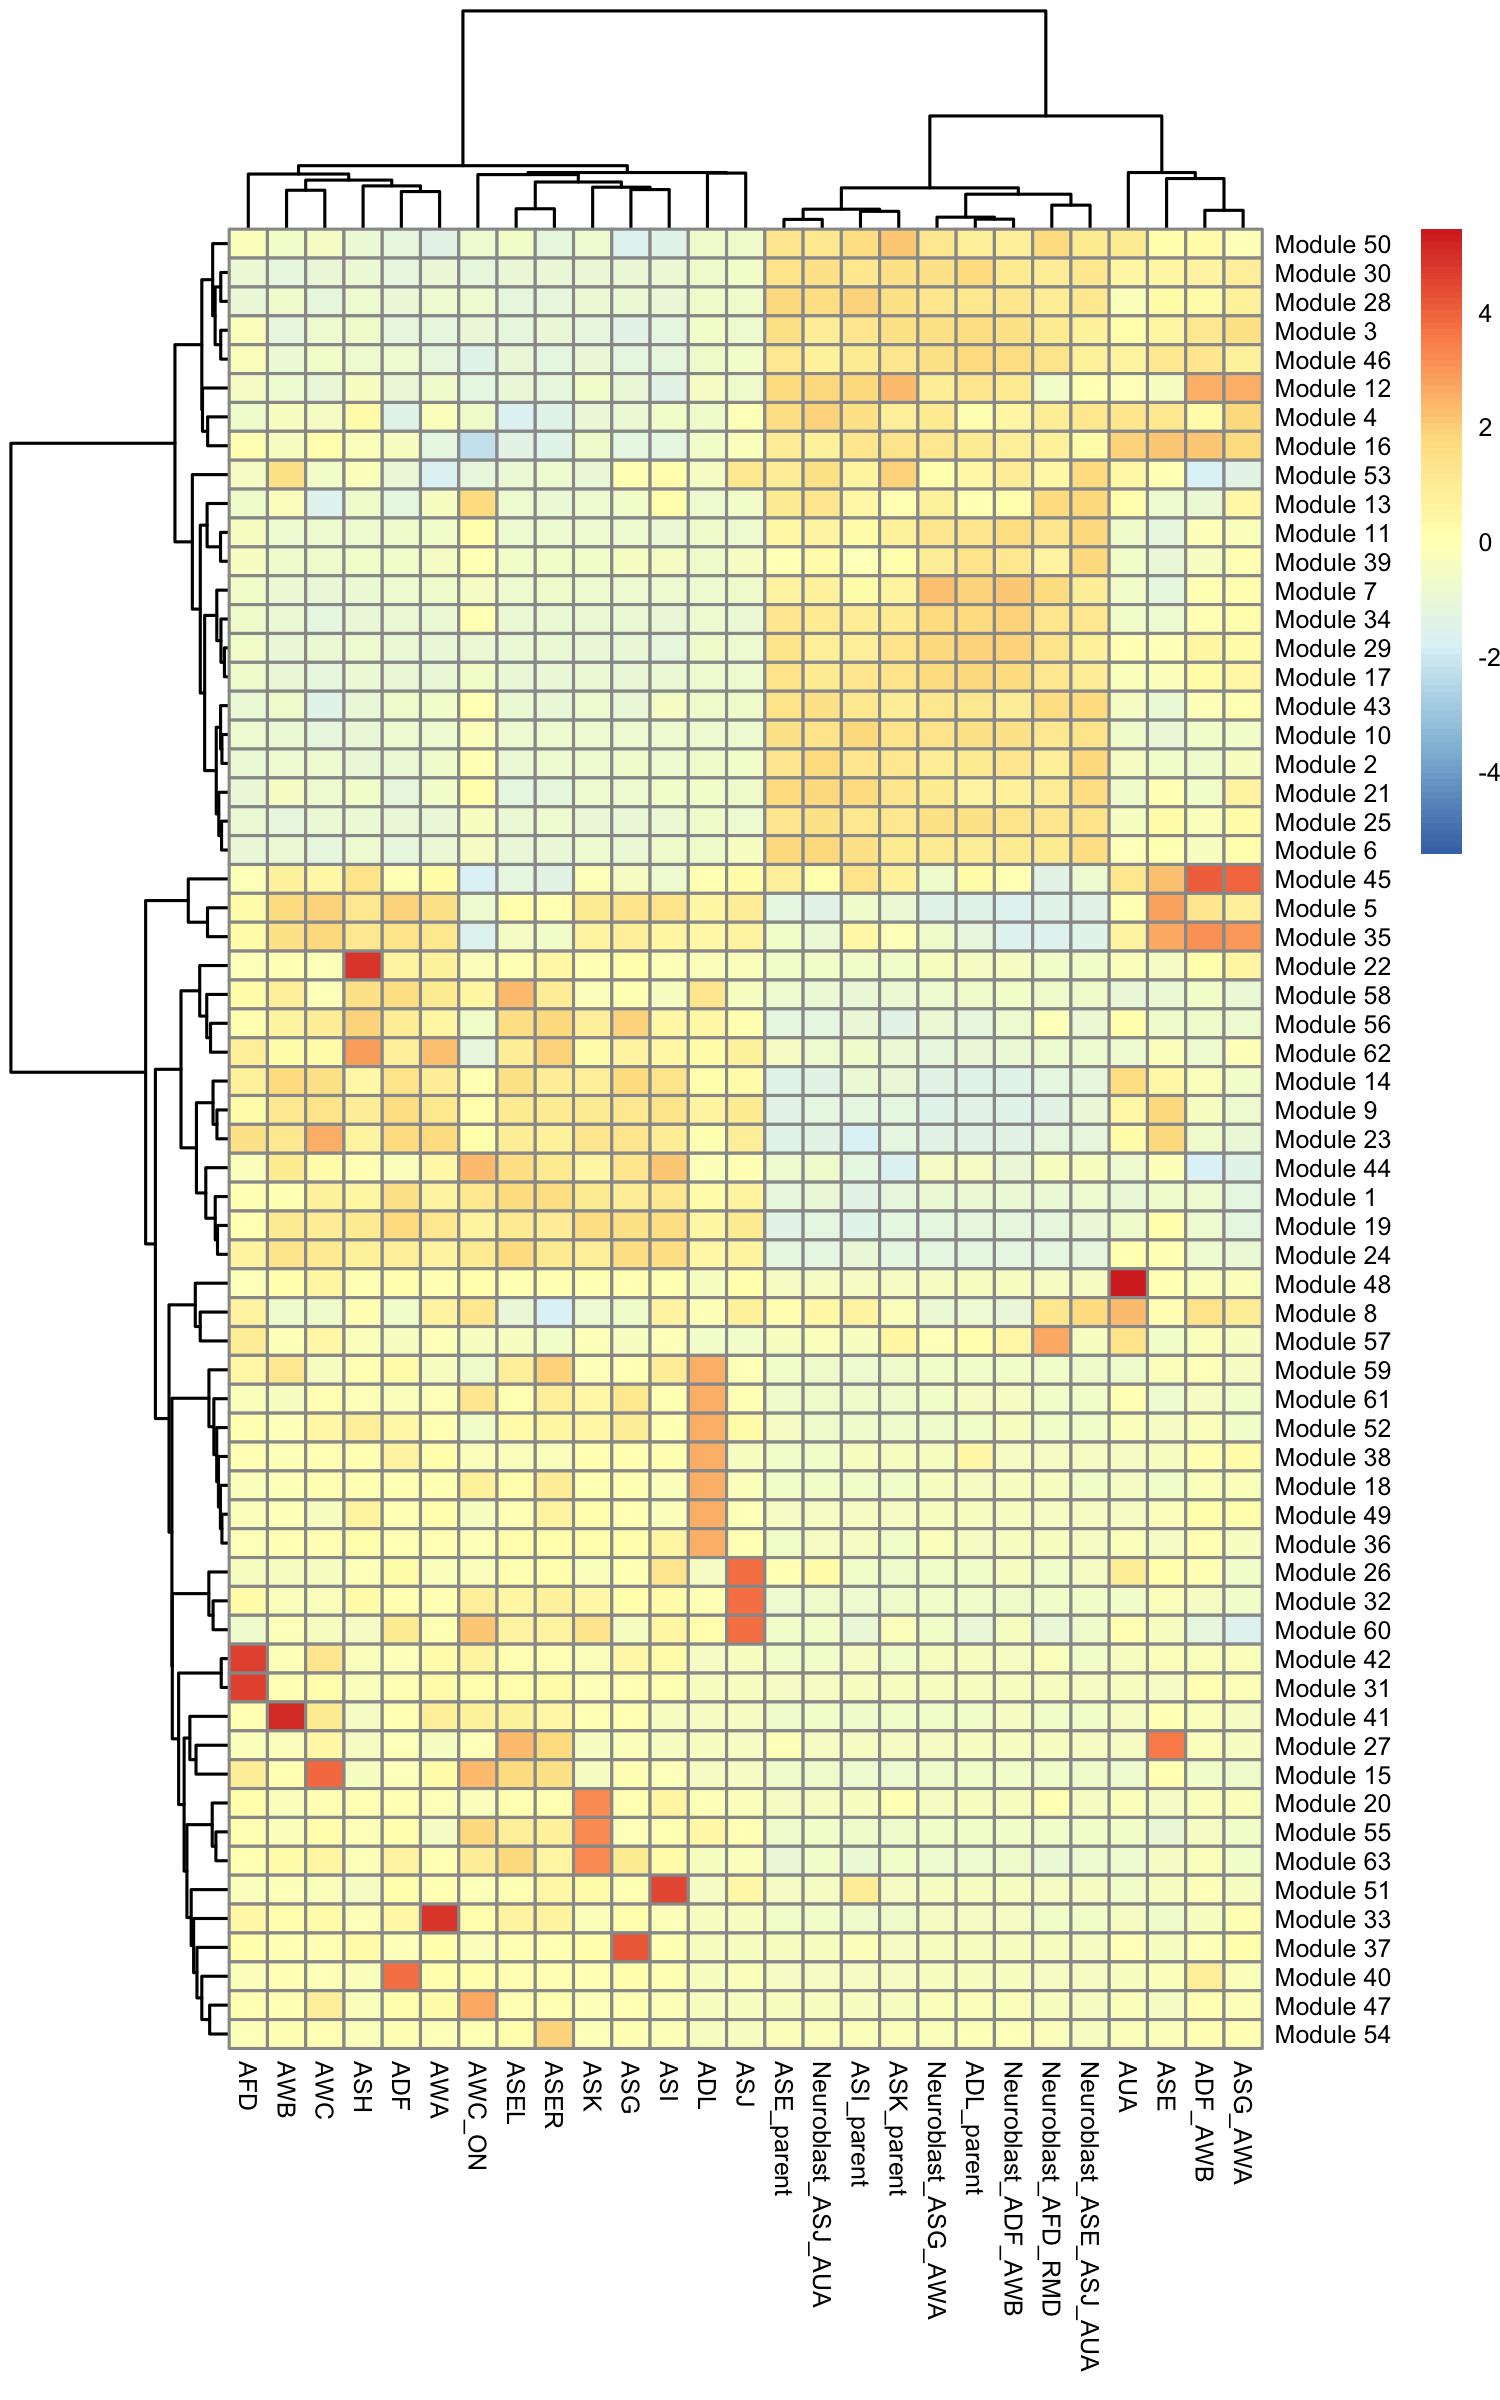 Module 50
Module 30
Module 28
Module 3
Module 46
Module 12
Module 4
Module 16
Module 53
Module 13
Module 11
Module 39
Module 7
Module 34
Module 29
Module 17
Module 43
Module 10
Module 2
Module 21
Module 25
Module 6
Module 45
Module 5
Module 35
Module 22
Module 58
Module 56
Module 62
Module 14
Module 9
Module 23
Module 44
Module 1
Module 19
Module 24
Module 48
Module 8
Module 57
Module 59
Module 61
Module 52
Module 38
Module 18
Module 49
Module 36
Module 26
Module 32
Module 60
Module 42
Module 31
Module 41
Module 27
Module 15
Module 20
Module 55
Module 63
Module 51
Module 33
Module 37
Module 40
Module 47
Module 54
4
2
0
-2
-4
AFD
AWB
AWC
ASH
ADF
AWA
AWC_ON
ASEL
ASER
ASK
ASG
ASI
ADL
ASJ
ASE_parent
Neuroblast_ASJ_AUA
ASI_parent
ASK_parent
Neuroblast_ASG_AWA
ADL_parent
Neuroblast_ADF_AWB
Neuroblast_AFD_RMD
Neuroblast_ASE_ASJ_AUA
AUA
ASE
ADF_AWB
ASG_AWA